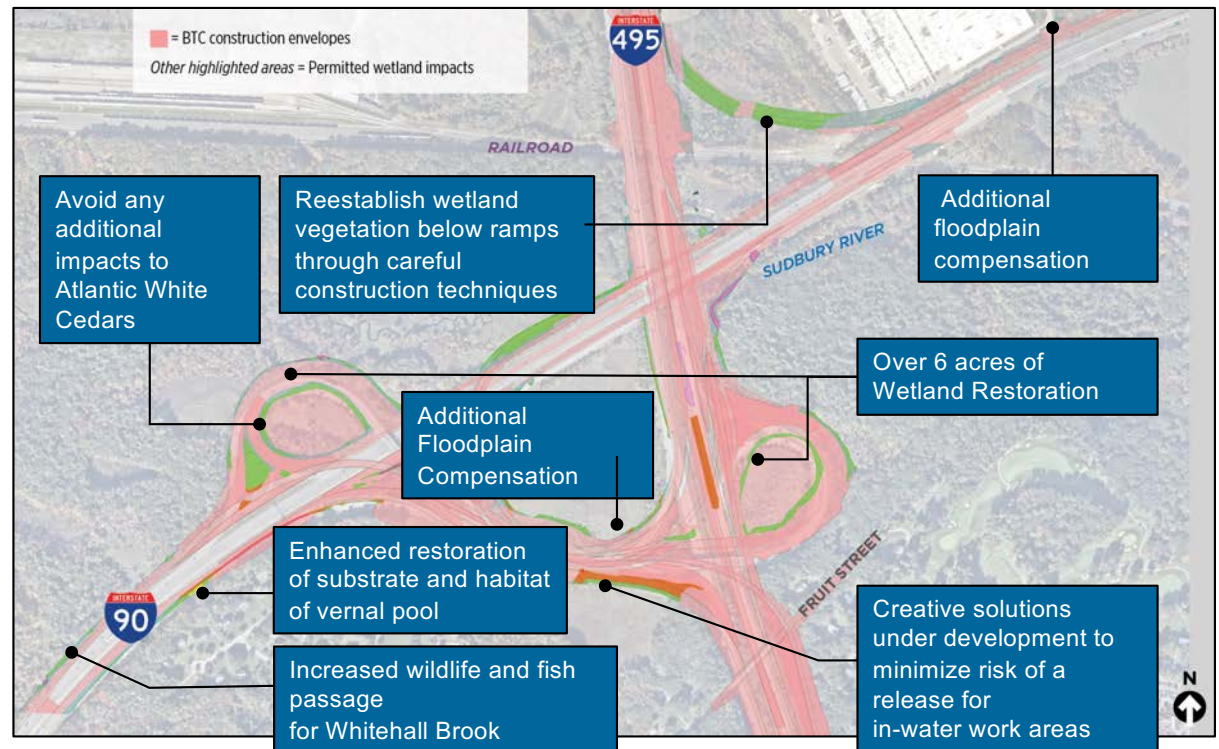 = BTC construction envelopes
Other highlighted areas = Permitted wetland impacts
INTERSTATE
495
RAILROAD
Avoid any
additional
impacts to
Atlantic White
Cedars
Reestablish wetland
vegetation below ramps
through careful
construction techniques
Additional
floodplain
compensation
SUDBURY RIVER
Over 6 acres of
Wetland Restoration
Additional
Floodplain
Compensation
Enhanced restoration
of substrate and habitat
of vernal pool
FRUIT STREET
INTERSTATE
90
Creative solutions
under development to
minimize risk of a
release for
in-water work areas
Increased wildlife and fish
passage
for Whitehall Brook
N